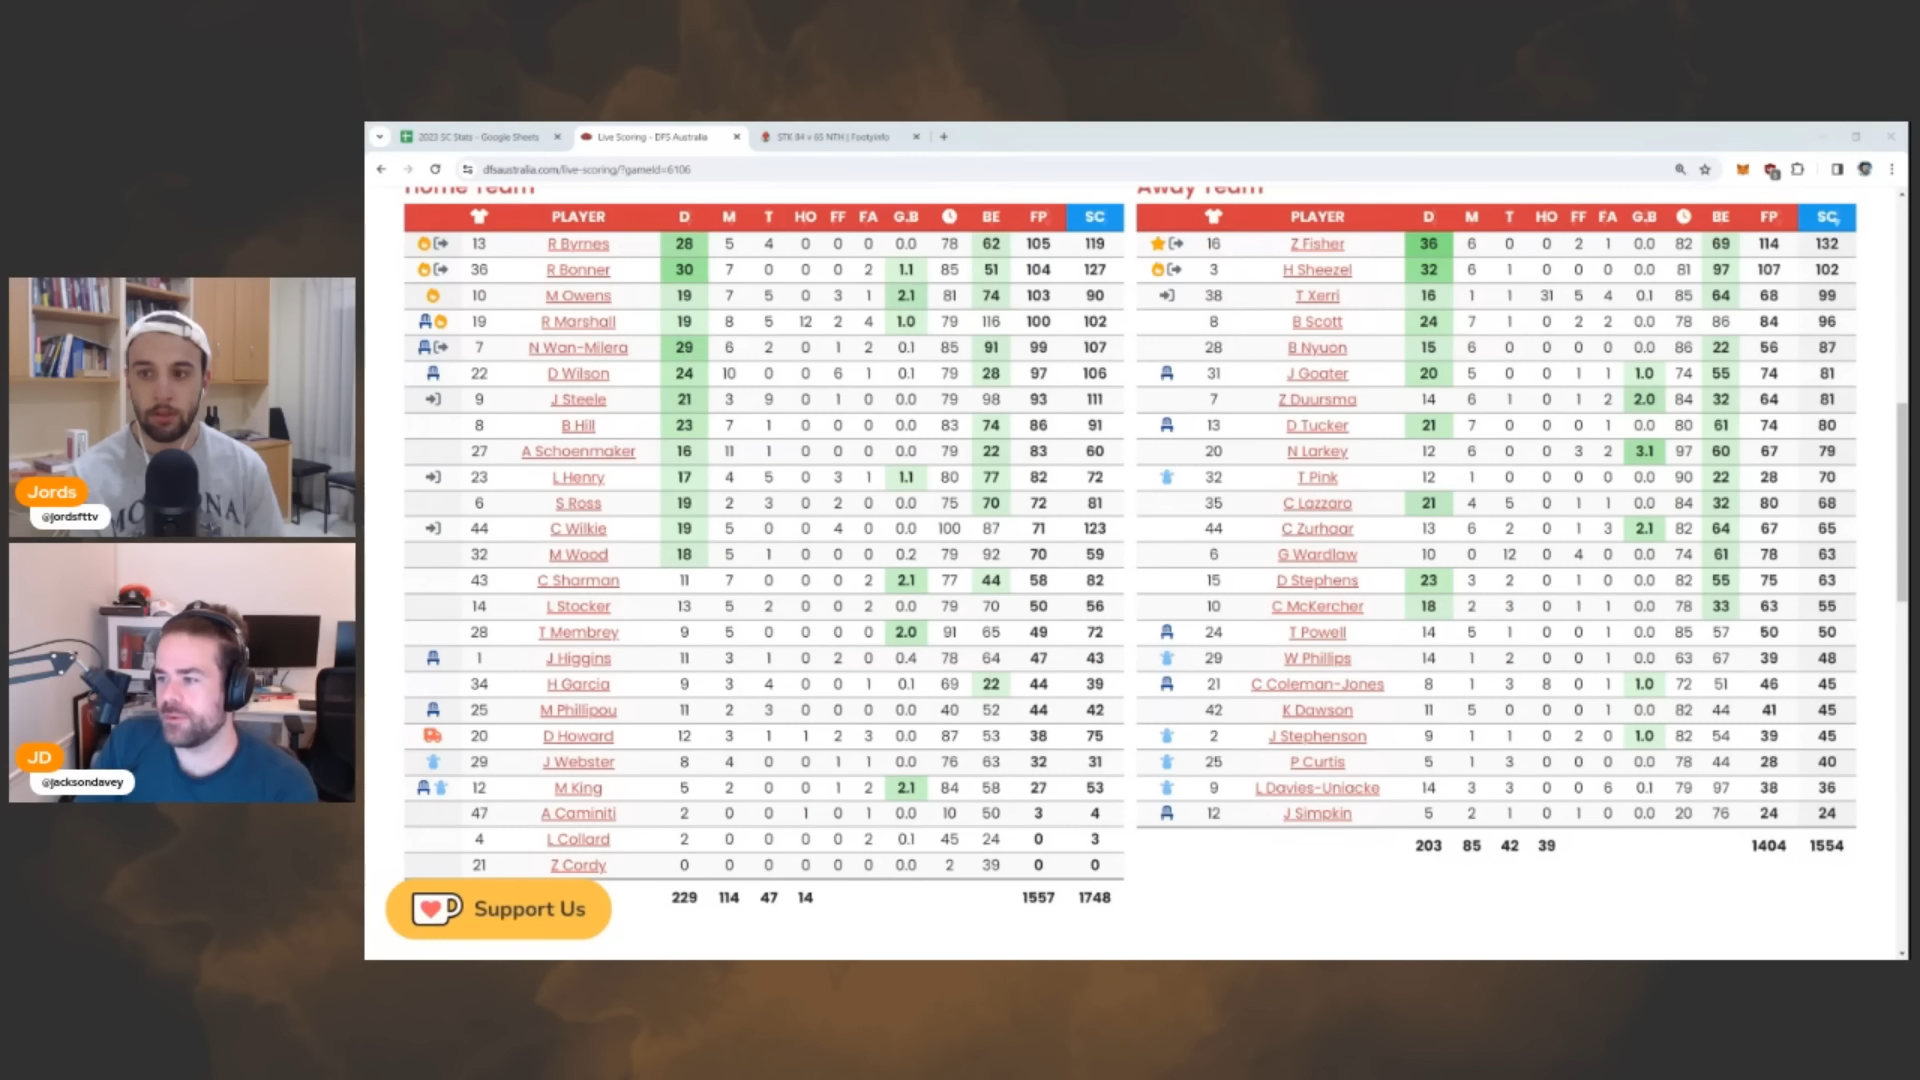 2023 SC Stats - Google Sheets
Live Scoring - DFS Australia
STK 84 v 65 NTH | FootyInfo
dfsaustralia.com/live-scoring/?gameId=6106
Home Team
Away Team
PLAYER D M T HO FF FA G.B BE FP SC
13 R Byrnes 28 5 4 0 0 0 0.0 78 62 105 119
36 R Bonner 30 7 0 0 0 2 1.1 85 51 104 127
10 M Owens 19 7 5 0 3 1 2.1 81 74 103 90
19 R Marshall 19 8 5 12 2 4 1.0 79 116 100 102
7 N Wan-Milera 29 6 2 0 1 2 0.1 85 91 99 107
22 D Wilson 24 10 0 0 6 1 0.1 79 28 97 106
9 J Steele 21 3 9 0 1 0 0.0 79 98 93 111
8 B Hill 23 7 1 0 0 0 0.0 83 74 86 91
27 A Schoenmaker 16 11 1 0 0 0 0.0 79 22 83 60
23 L Henry 17 4 5 0 3 1 1.1 80 77 82 72
6 S Ross 19 2 3 0 2 0 0.0 75 70 72 81
44 C Wilkie 19 5 0 0 4 0 0.0 100 87 71 123
32 M Wood 18 5 1 0 0 0 0.2 79 92 70 59
43 C Sharman 11 7 0 0 0 2 2.1 77 44 58 82
14 L Stocker 13 5 2 0 0 2 0.0 79 70 50 56
28 T Membrey 9 5 0 0 0 0 2.0 91 65 49 72
1 J Higgins 11 3 1 0 2 0 0.4 78 64 47 43
34 H Garcia 9 3 4 0 0 1 0.1 69 22 44 39
25 M Phillipou 11 2 3 0 0 0 0.0 40 52 44 42
20 D Howard 12 3 1 1 2 3 0.0 87 53 38 75
29 J Webster 8 4 0 0 1 1 0.0 76 63 32 31
12 M King 5 2 0 0 1 2 2.1 84 58 27 53
47 A Caminiti 2 0 0 1 0 1 0.0 10 50 3 4
4 L Collard 2 0 0 0 0 2 0.1 45 24 0 3
21 Z Cordy 0 0 0 0 0 0 0.0 2 39 0 0
229 114 47 14 1557 1748
PLAYER D M T HO FF FA G.B BE FP SC
16 Z Fisher 36 6 0 0 2 1 0.0 82 69 114 132
3 H Sheezel 32 6 1 0 0 0 0.0 81 97 107 102
38 T Xerri 16 1 1 31 5 4 0.1 85 64 68 99
8 B Scott 24 7 1 0 2 2 0.0 78 86 84 96
28 B Nyuon 15 6 0 0 0 0 0.0 86 22 56 87
31 J Goater 20 5 0 0 1 1 1.0 74 55 74 81
7 Z Duursma 14 6 1 0 1 2 2.0 84 32 64 81
13 D Tucker 21 7 0 0 0 1 0.0 80 61 74 80
20 N Larkey 12 6 0 0 3 2 3.1 97 60 67 79
32 T Pink 12 1 0 0 0 0 0.0 90 22 28 70
35 C Lazzaro 21 4 5 0 1 1 0.0 84 32 80 68
44 C Zurhaar 13 6 2 0 1 3 2.1 82 64 67 65
6 G Wardlaw 10 0 12 0 4 0 0.0 74 61 78 63
15 D Stephens 23 3 2 0 1 0 0.0 82 55 75 63
10 C McKercher 18 2 3 0 1 1 0.0 78 33 63 55
24 T Powell 14 5 1 0 0 1 0.0 85 57 50 50
29 W Phillips 14 1 2 0 0 1 0.0 63 67 39 48
21 C Coleman-Jones 8 1 3 8 0 1 1.0 72 51 46 45
42 K Dawson 11 5 0 0 0 1 0.0 82 44 41 45
2 J Stephenson 9 1 1 0 2 0 1.0 82 54 39 45
25 P Curtis 5 1 3 0 0 0 0.0 78 44 28 40
9 L Davies-Uniacke 14 3 3 0 0 6 0.1 79 97 38 36
12 J Simpkin 5 2 1 0 1 0 0.0 20 76 24 24
203 85 42 39 1404 1554
Support Us
Jords
@jordsfttv
JD
@jacksondavey